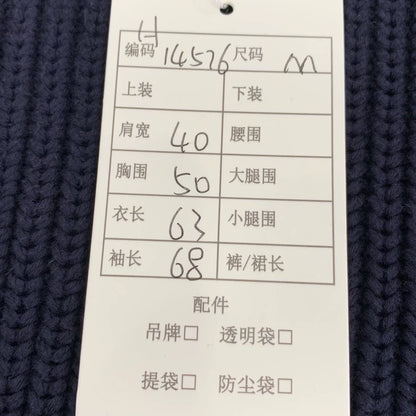 H
编码 14526 尺码 M
上装 下装
肩宽 40 腰围
胸围 50 大腿围
衣长 63 小腿围
袖长 68 裤/裙长
配件
吊牌□ 透明袋□
提袋□ 防尘袋□